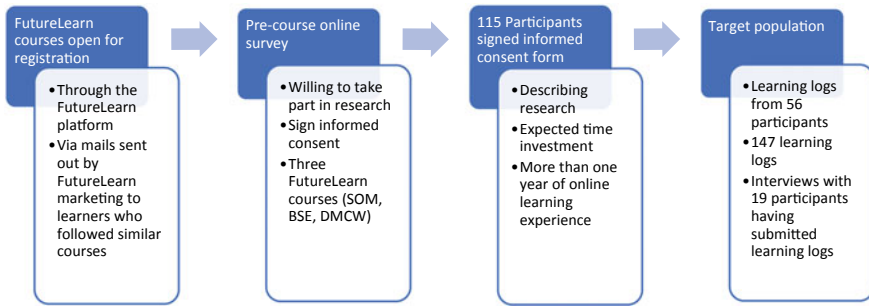 FutureLearn
courses open for
registration
•Through the
FutureLearn
platform
•Via mails sent
out by
FutureLearn
marketing to
learners who
followed similar
courses
Pre-course online
survey
•Willing to take
part in research
•Sign informed
consent
•Three
FutureLearn
courses (SOM,
BSE, DMCW)
115 Participants
signed informed
consent form
•Describing
research
•Expected time
investment
•More than one
year of online
learning
experience
Target population
•Learning logs
from 56
participants
•147 learning
logs
•Interviews with
19 participants
having
submitted
learning logs